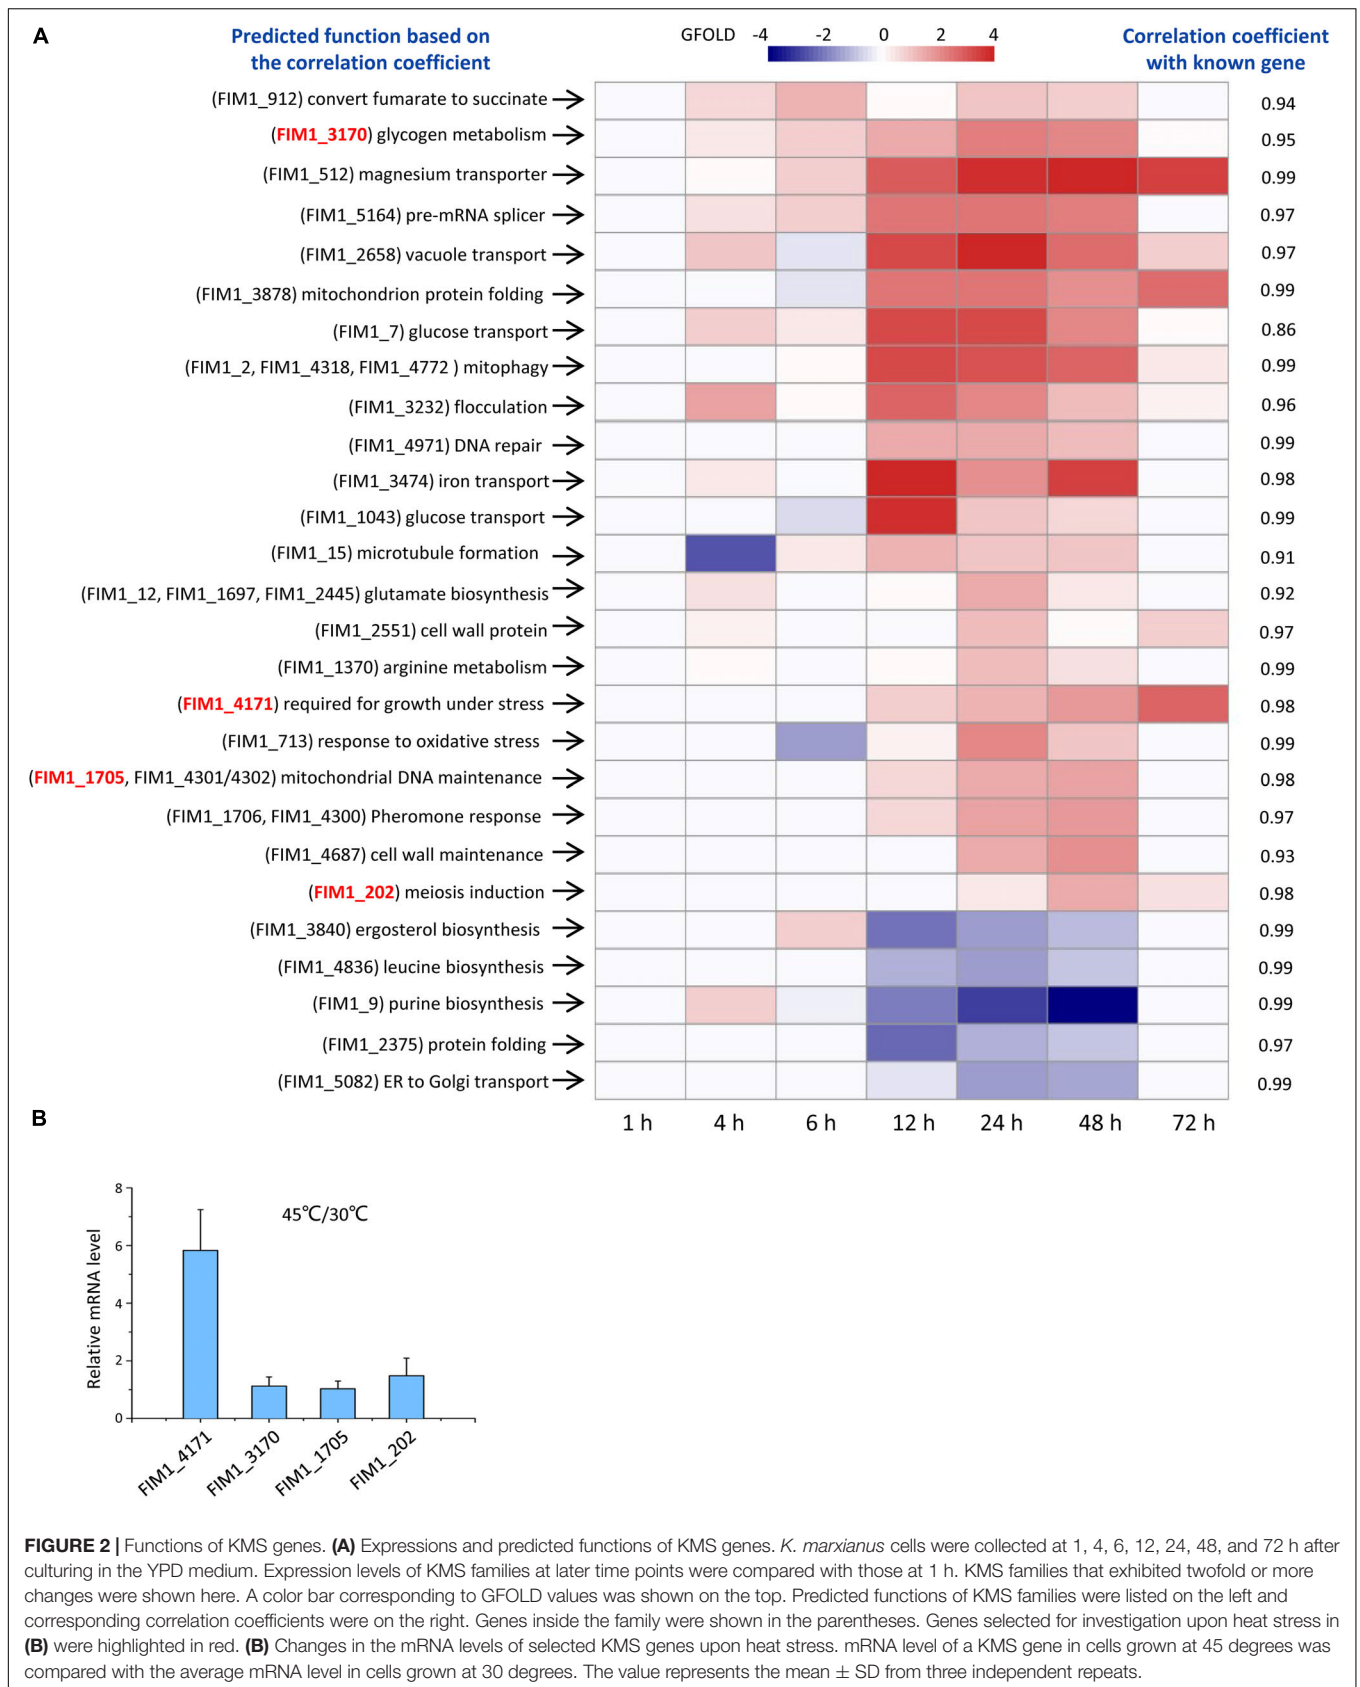 A
Predicted function based on
the correlation coefficient
GFOLD -4 -2 0 2 4
Correlation coefficient
with known gene
(FIM1_912) convert fumarate to succinate 0.94
(FIM1_3170) glycogen metabolism 0.95
(FIM1_512) magnesium transporter 0.99
(FIM1_5164) pre-mRNA splicer 0.97
(FIM1_2658) vacuole transport 0.97
(FIM1_3878) mitochondrion protein folding 0.99
(FIM1_7) glucose transport 0.86
(FIM1_2, FIM1_4318, FIM1_4772 ) mitophagy 0.99
(FIM1_3232) flocculation 0.96
(FIM1_4971) DNA repair 0.99
(FIM1_3474) iron transport 0.98
(FIM1_1043) glucose transport 0.99
(FIM1_15) microtubule formation 0.91
(FIM1_12, FIM1_1697, FIM1_2445) glutamate biosynthesis 0.92
(FIM1_2551) cell wall protein 0.97
(FIM1_1370) arginine metabolism 0.99
(FIM1_4171) required for growth under stress 0.98
(FIM1_713) response to oxidative stress 0.99
(FIM1_1705, FIM1_4301/4302) mitochondrial DNA maintenance 0.98
(FIM1_1706, FIM1_4300) Pheromone response 0.97
(FIM1_4687) cell wall maintenance 0.93
(FIM1_202) meiosis induction 0.98
(FIM1_3840) ergosterol biosynthesis 0.99
(FIM1_4836) leucine biosynthesis 0.99
(FIM1_9) purine biosynthesis 0.99
(FIM1_2375) protein folding 0.97
(FIM1_5082) ER to Golgi transport 0.99
1 h 4 h 6 h 12 h 24 h 48 h 72 h
B
45℃/30℃
Relative mRNA level
8
6
4
2
0
FIM1_4171
FIM1_3170
FIM1_1705
FIM1_202
FIGURE 2 | Functions of KMS genes. (A) Expressions and predicted functions of KMS genes. K. marxianus cells were collected at 1, 4, 6, 12, 24, 48, and 72 h after
culturing in the YPD medium. Expression levels of KMS families at later time points were compared with those at 1 h. KMS families that exhibited twofold or more
changes were shown here. A color bar corresponding to GFOLD values was shown on the top. Predicted functions of KMS families were listed on the left and
corresponding correlation coefficients were on the right. Genes inside the family were shown in the parentheses. Genes selected for investigation upon heat stress in
(B) were highlighted in red. (B) Changes in the mRNA levels of selected KMS genes upon heat stress. mRNA level of a KMS gene in cells grown at 45 degrees was
compared with the average mRNA level in cells grown at 30 degrees. The value represents the mean ± SD from three independent repeats.